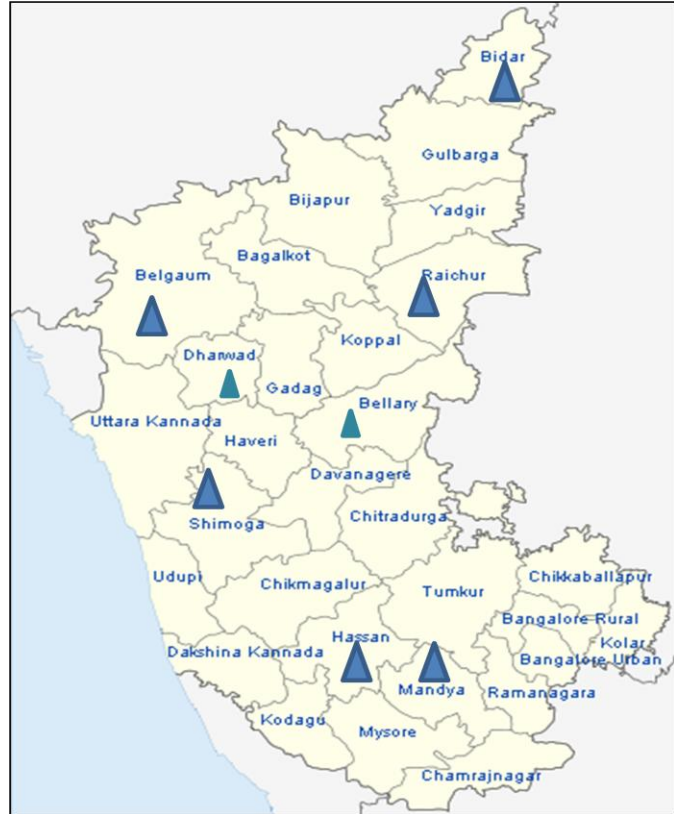 Bidar
Gulbarga
Bijapur
Yadgir
Bagalkot
Belgaum
Raichur
Koppal
Dharwad
Gadag
Bellary
Uttara Kannada
Haveri
Davanagere
Chitradurga
Shimoga
Udupi
Chikmagalur
Tumkur
Chikkaballapur
Bangalore Rural
Hassan
Kolar
Dakshina Kannada
Bangalore Urban
Mandya
Ramanagara
Kodagu
Mysore
Chamrajnagar